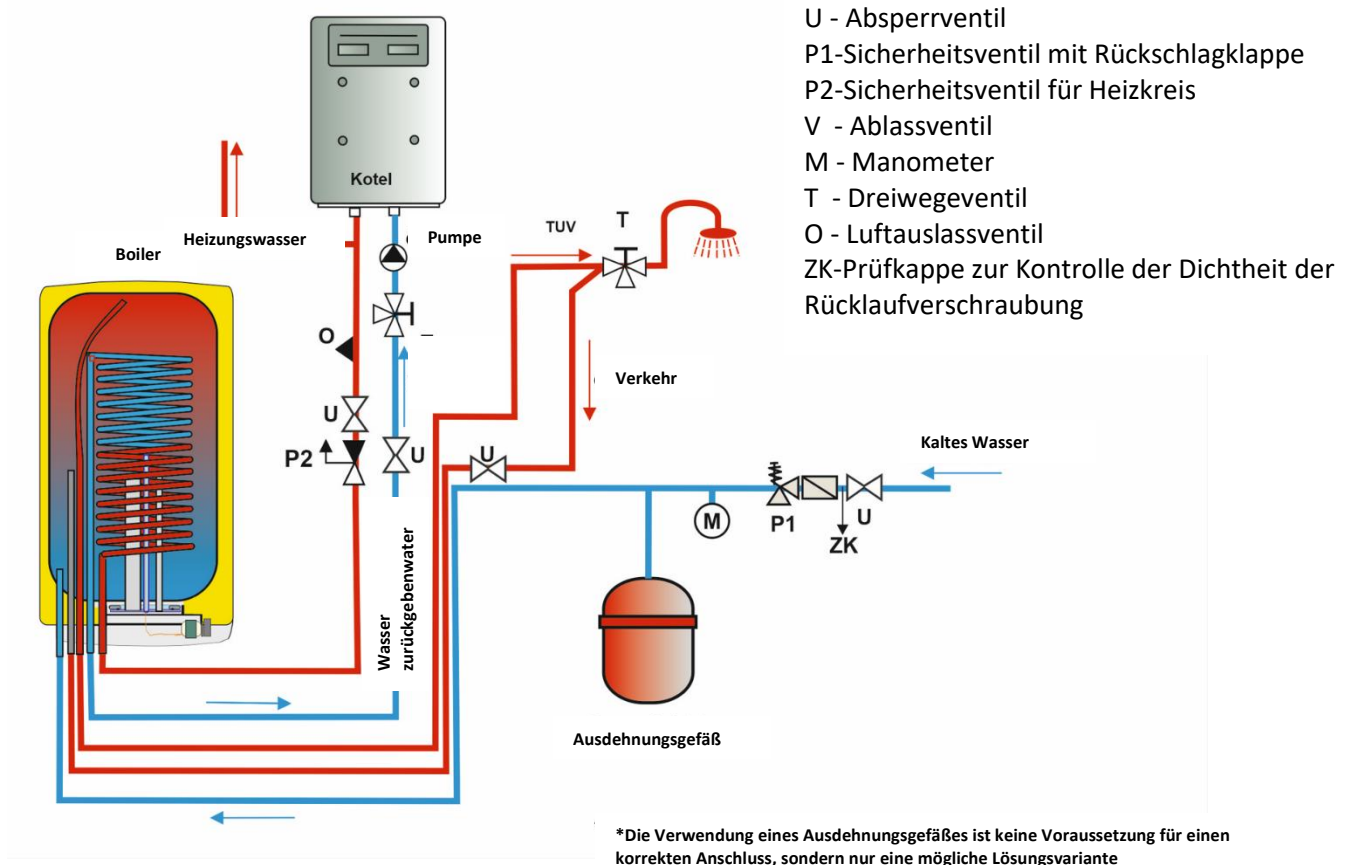 U - Absperrventil
P1-Sicherheitsventil mit Rückschlagklappe
P2-Sicherheitsventil für Heizkreis
V - Ablassventil
M - Manometer
T - Dreiwegeventil
O - Luftauslassventil
ZK-Prüfkappe zur Kontrolle der Dichtheit der
Rücklaufverschraubung
Kotel
Heizungswasser
Pumpe
Boiler
TUV
T
O
Verkehr
U
P2
U
U
Kaltes Wasser
M
P1
U
ZK
Wasser
zurückgebenwater
Ausdehnungsgefäß
*Die Verwendung eines Ausdehnungsgefäßes ist keine Voraussetzung für einen
korrekten Anschluss, sondern nur eine mögliche Lösungsvariante